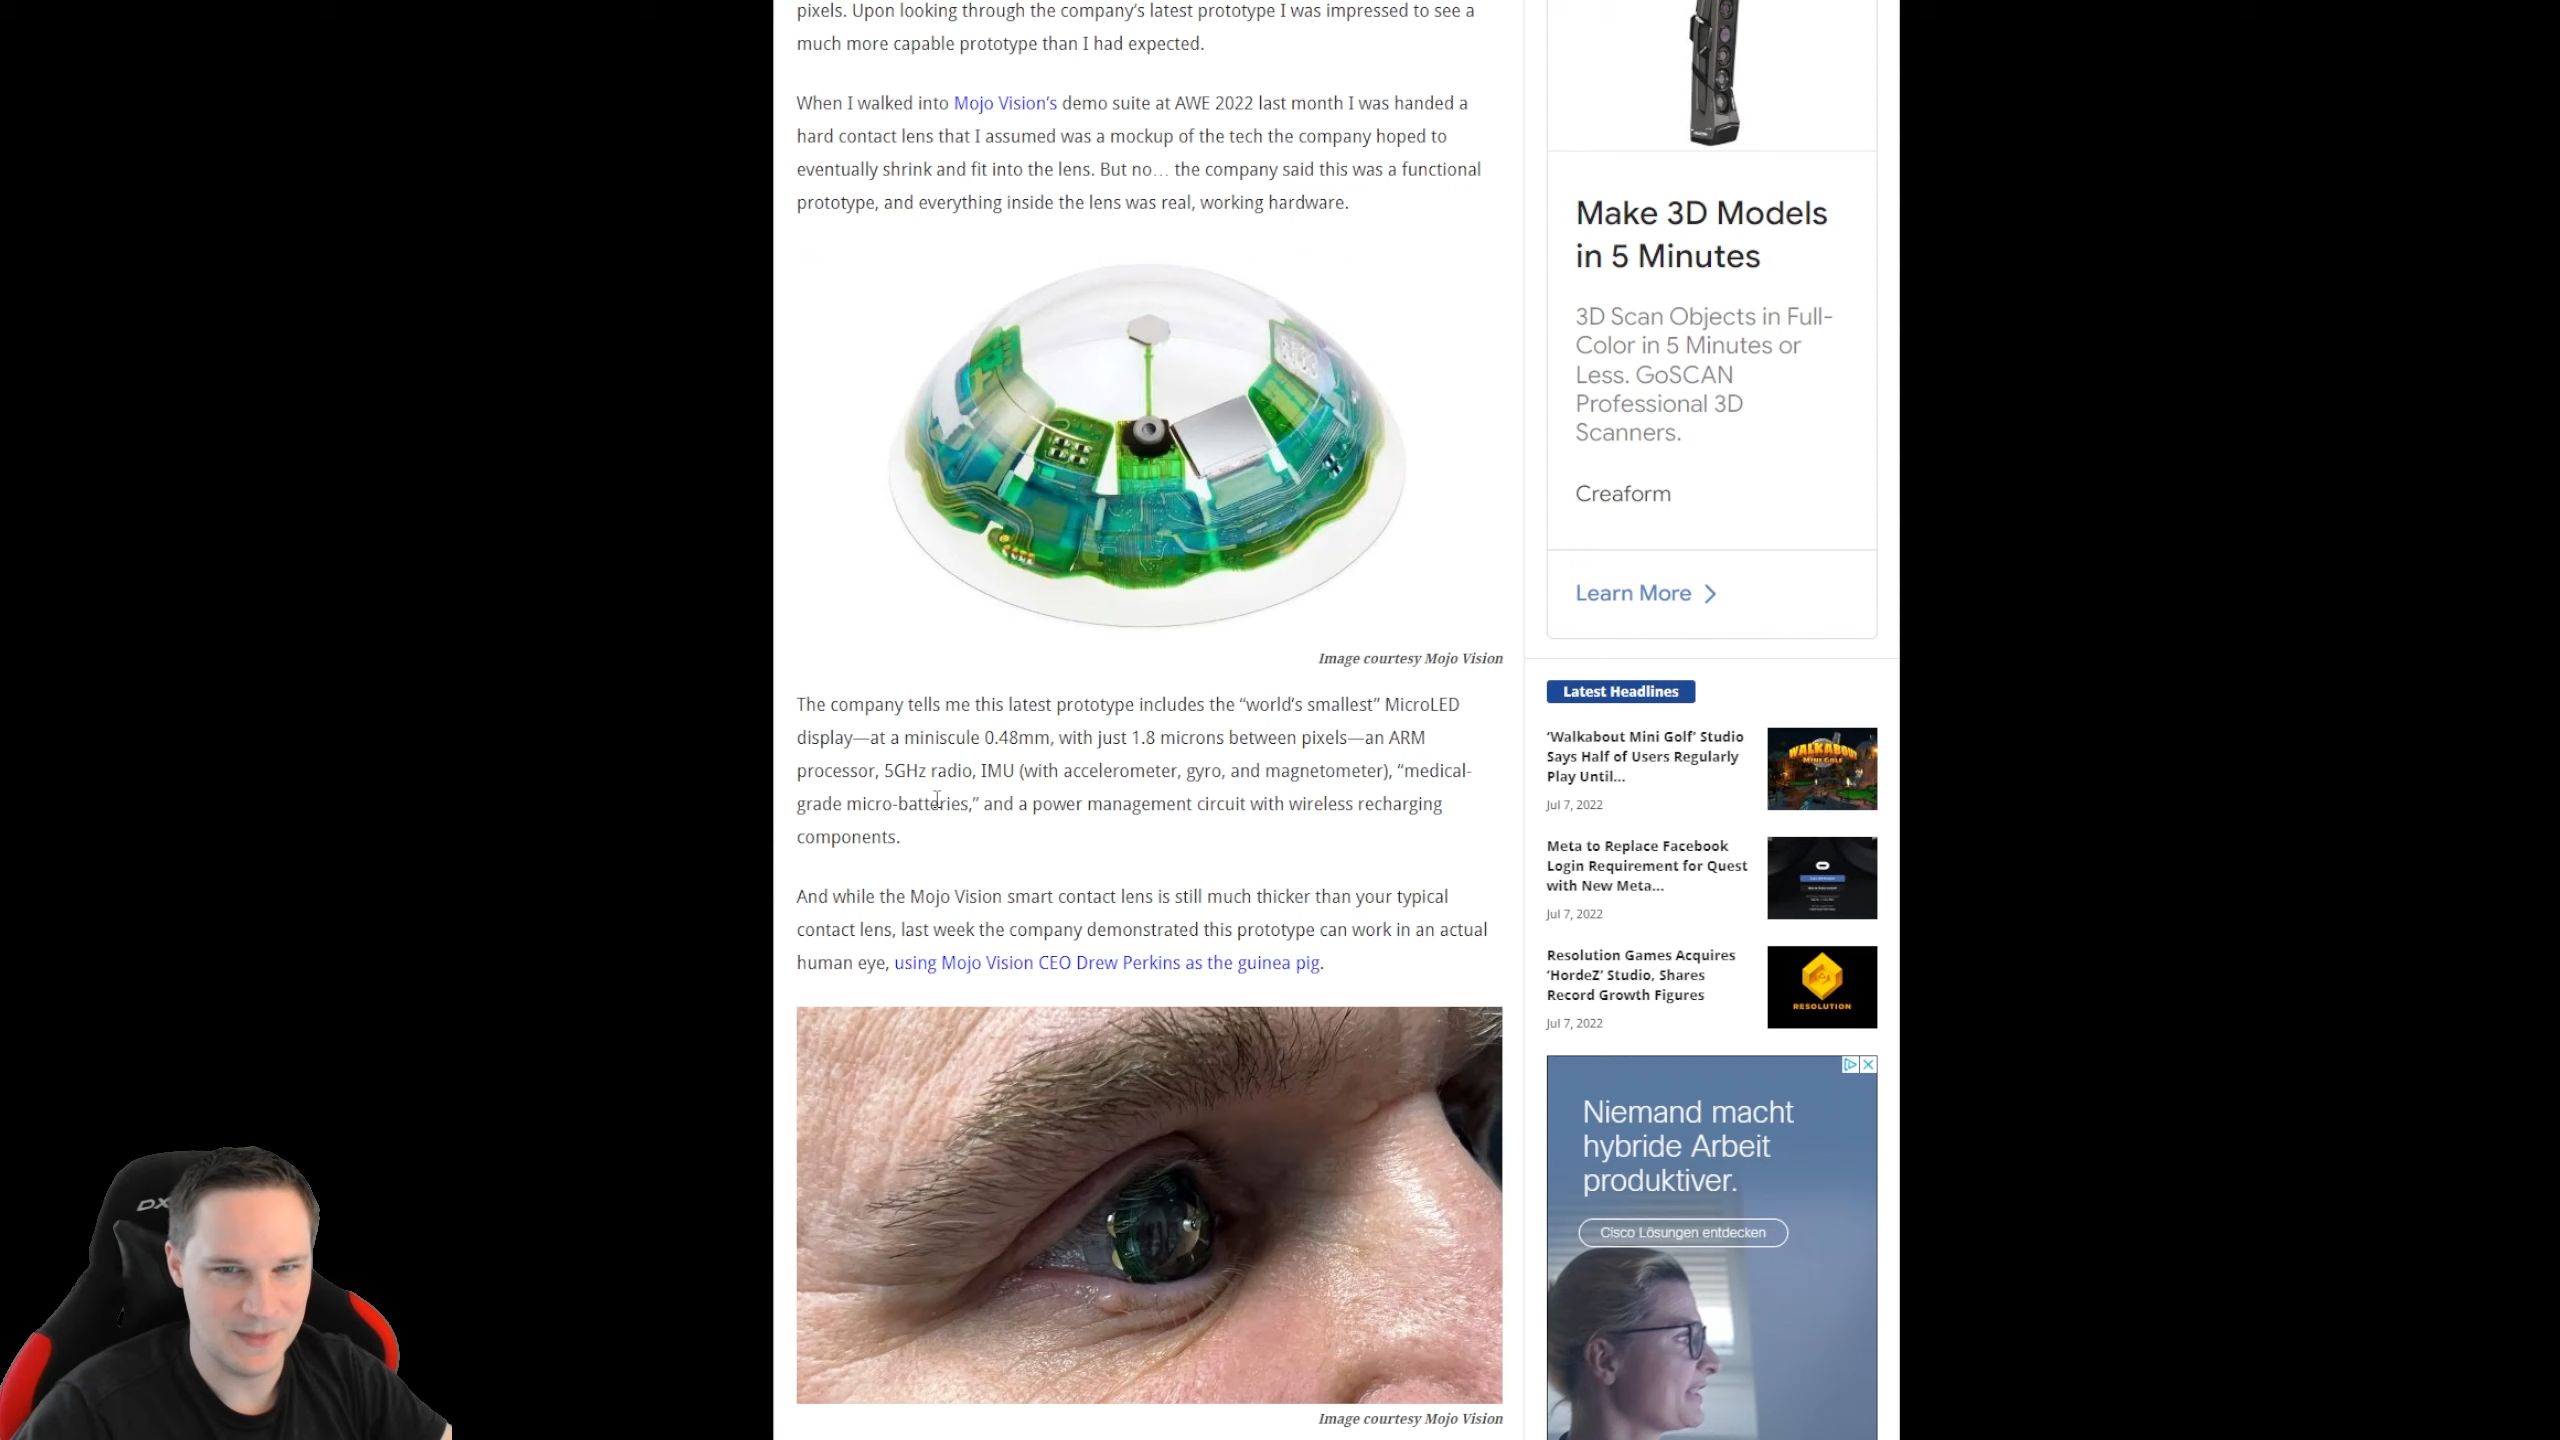 pixels. Upon looking through the company's latest prototype I was impressed to see a
much more capable prototype than I had expected.
When I walked into Mojo Vision's demo suite at AWE 2022 last month I was handed a
hard contact lens that I assumed was a mockup of the tech the company hoped to
eventually shrink and fit into the lens. But no… the company said this was a functional
prototype, and everything inside the lens was real, working hardware.
Image courtesy Mojo Vision
The company tells me this latest prototype includes the “world’s smallest” MicroLED
display—at a miniscule 0.48mm, with just 1.8 microns between pixels—an ARM
processor, 5GHz radio, IMU (with accelerometer, gyro, and magnetometer), “medical-
grade micro-batteries,” and a power management circuit with wireless recharging
components.
And while the Mojo Vision smart contact lens is still much thicker than your typical
contact lens, last week the company demonstrated this prototype can work in an actual
human eye, using Mojo Vision CEO Drew Perkins as the guinea pig.
Image courtesy Mojo Vision
Make 3D Models
in 5 Minutes
3D Scan Objects in Full-
Color in 5 Minutes or
Less. GoSCAN
Professional 3D
Scanners.
Creaform
Learn More
Latest Headlines
‘Walkabout Mini Golf’ Studio
Says Half of Users Regularly
Play Until...
Jul 7, 2022
WALKABOUT
MINI GOLF
Meta to Replace Facebook
Login Requirement for Quest
with New Meta...
Jul 7, 2022
Resolution Games Acquires
‘HordeZ’ Studio, Shares
Record Growth Figures
Jul 7, 2022
RESOLUTION
Niemand macht
hybride Arbeit
produktiver.
Cisco Lösungen entdecken
DX